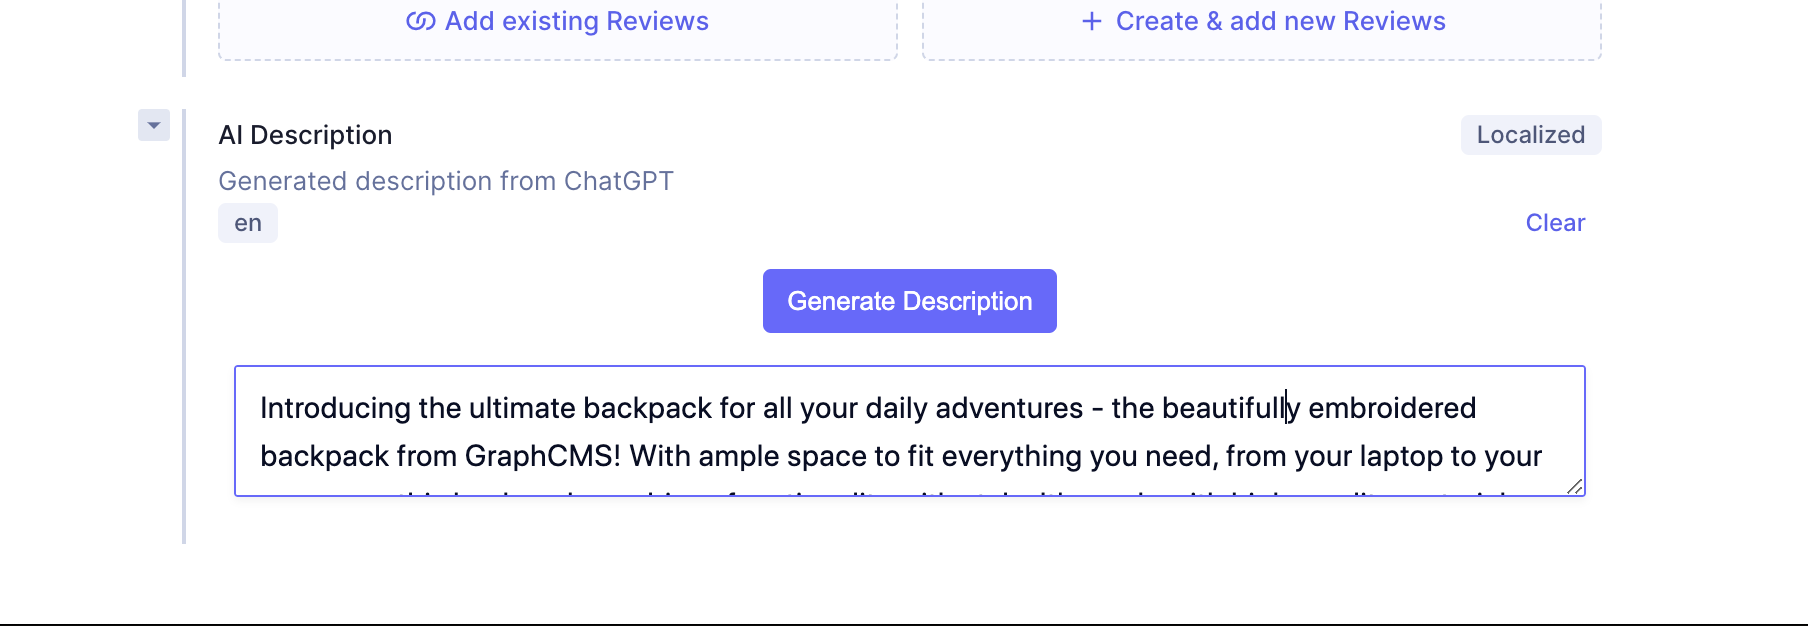 Add existing Reviews
+ Create & add new Reviews
AI Description
Localized
Generated description from ChatGPT
en
Clear
Generate Description
Introducing the ultimate backpack for all your daily adventures - the beautifully embroidered
backpack from GraphCMS! With ample space to fit everything you need, from your laptop to your